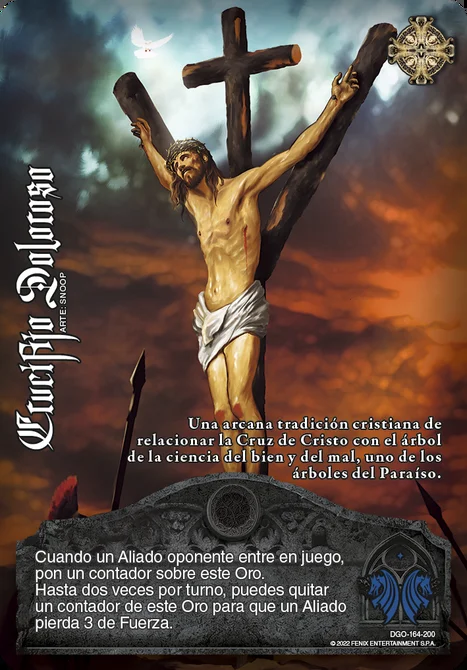 Crucifijo Doloroso
ARTE: SNOOP
Una arcana tradición cristiana de
relacionar la Cruz de Cristo con el árbol
de la ciencia del bien y del mal, uno de los
árboles del Paraíso.
Cuando un Aliado oponente entre en juego,
pon un contador sobre este Oro.
Hasta dos veces por turno, puedes quitar
un contador de este Oro para que un Aliado
pierda 3 de Fuerza.
DGO-164-200
© 2022 FENIX ENTERTAINMENT S.P.A.